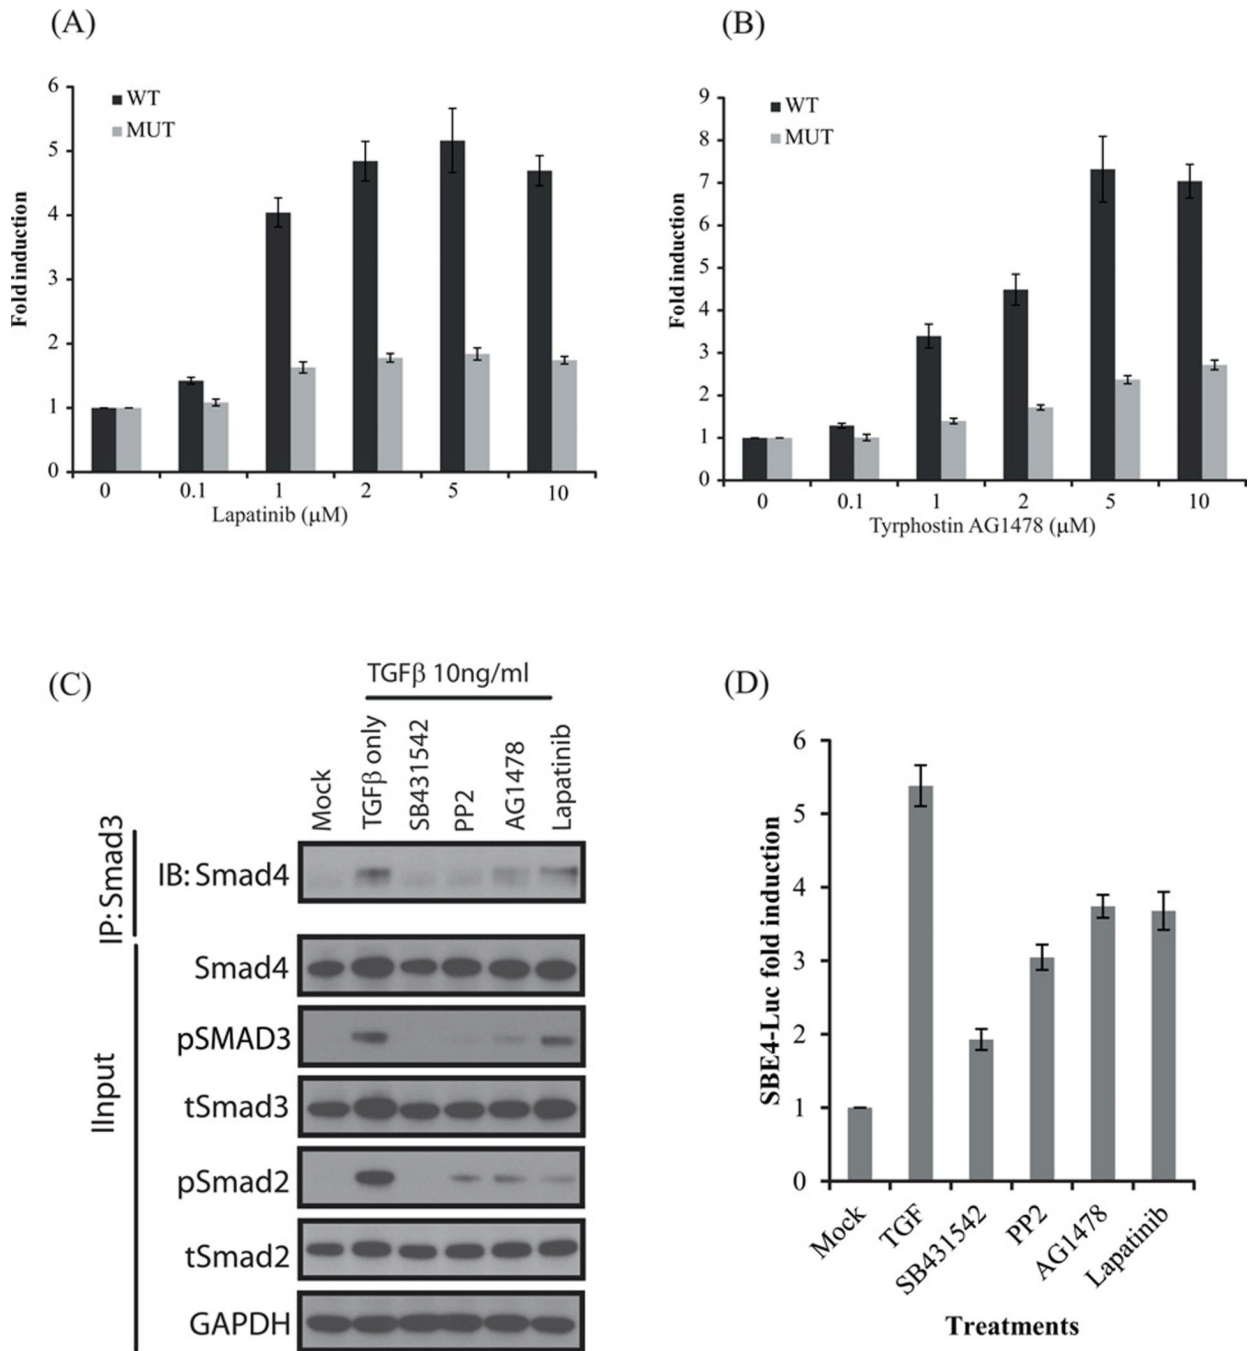 (A)
6
5
4
3
2
1
0
Fold induction
WT
MUT
0 0.1 1 2 5 10
Lapatinib (μM)
(B)
9
8
7
6
5
4
3
2
1
0
Fold induction
WT
MUT
0 0.1 1 2 5 10
Tyrphostin AG1478 (μM)
(C)
TGFβ 10ng/ml
Mock
TGFβ only
SB431542
PP2
AG1478
Lapatinib
IP: Smad3
IB: Smad4
IInput
Smad4
pSMAD3
tSmad3
pSmad2
tSmad2
GAPDH
(D)
6
5
4
3
2
1
0
SBE4-Luc fold induction
Mock
TGF
SB431542
PP2
AG1478
Lapatinib
Treatments